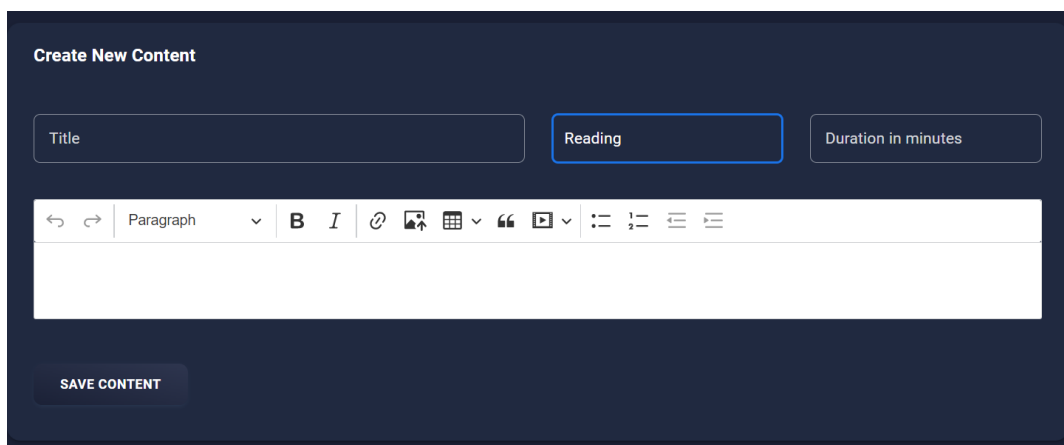 Create New Content
Title Reading Duration in minutes
Paragraph B I
SAVE CONTENT